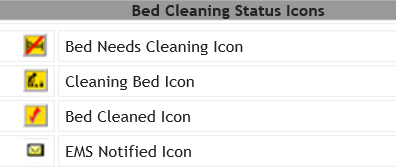 Bed Cleaning Status Icons
Bed Needs Cleaning Icon
Cleaning Bed Icon
Bed Cleaned Icon
EMS Notified Icon